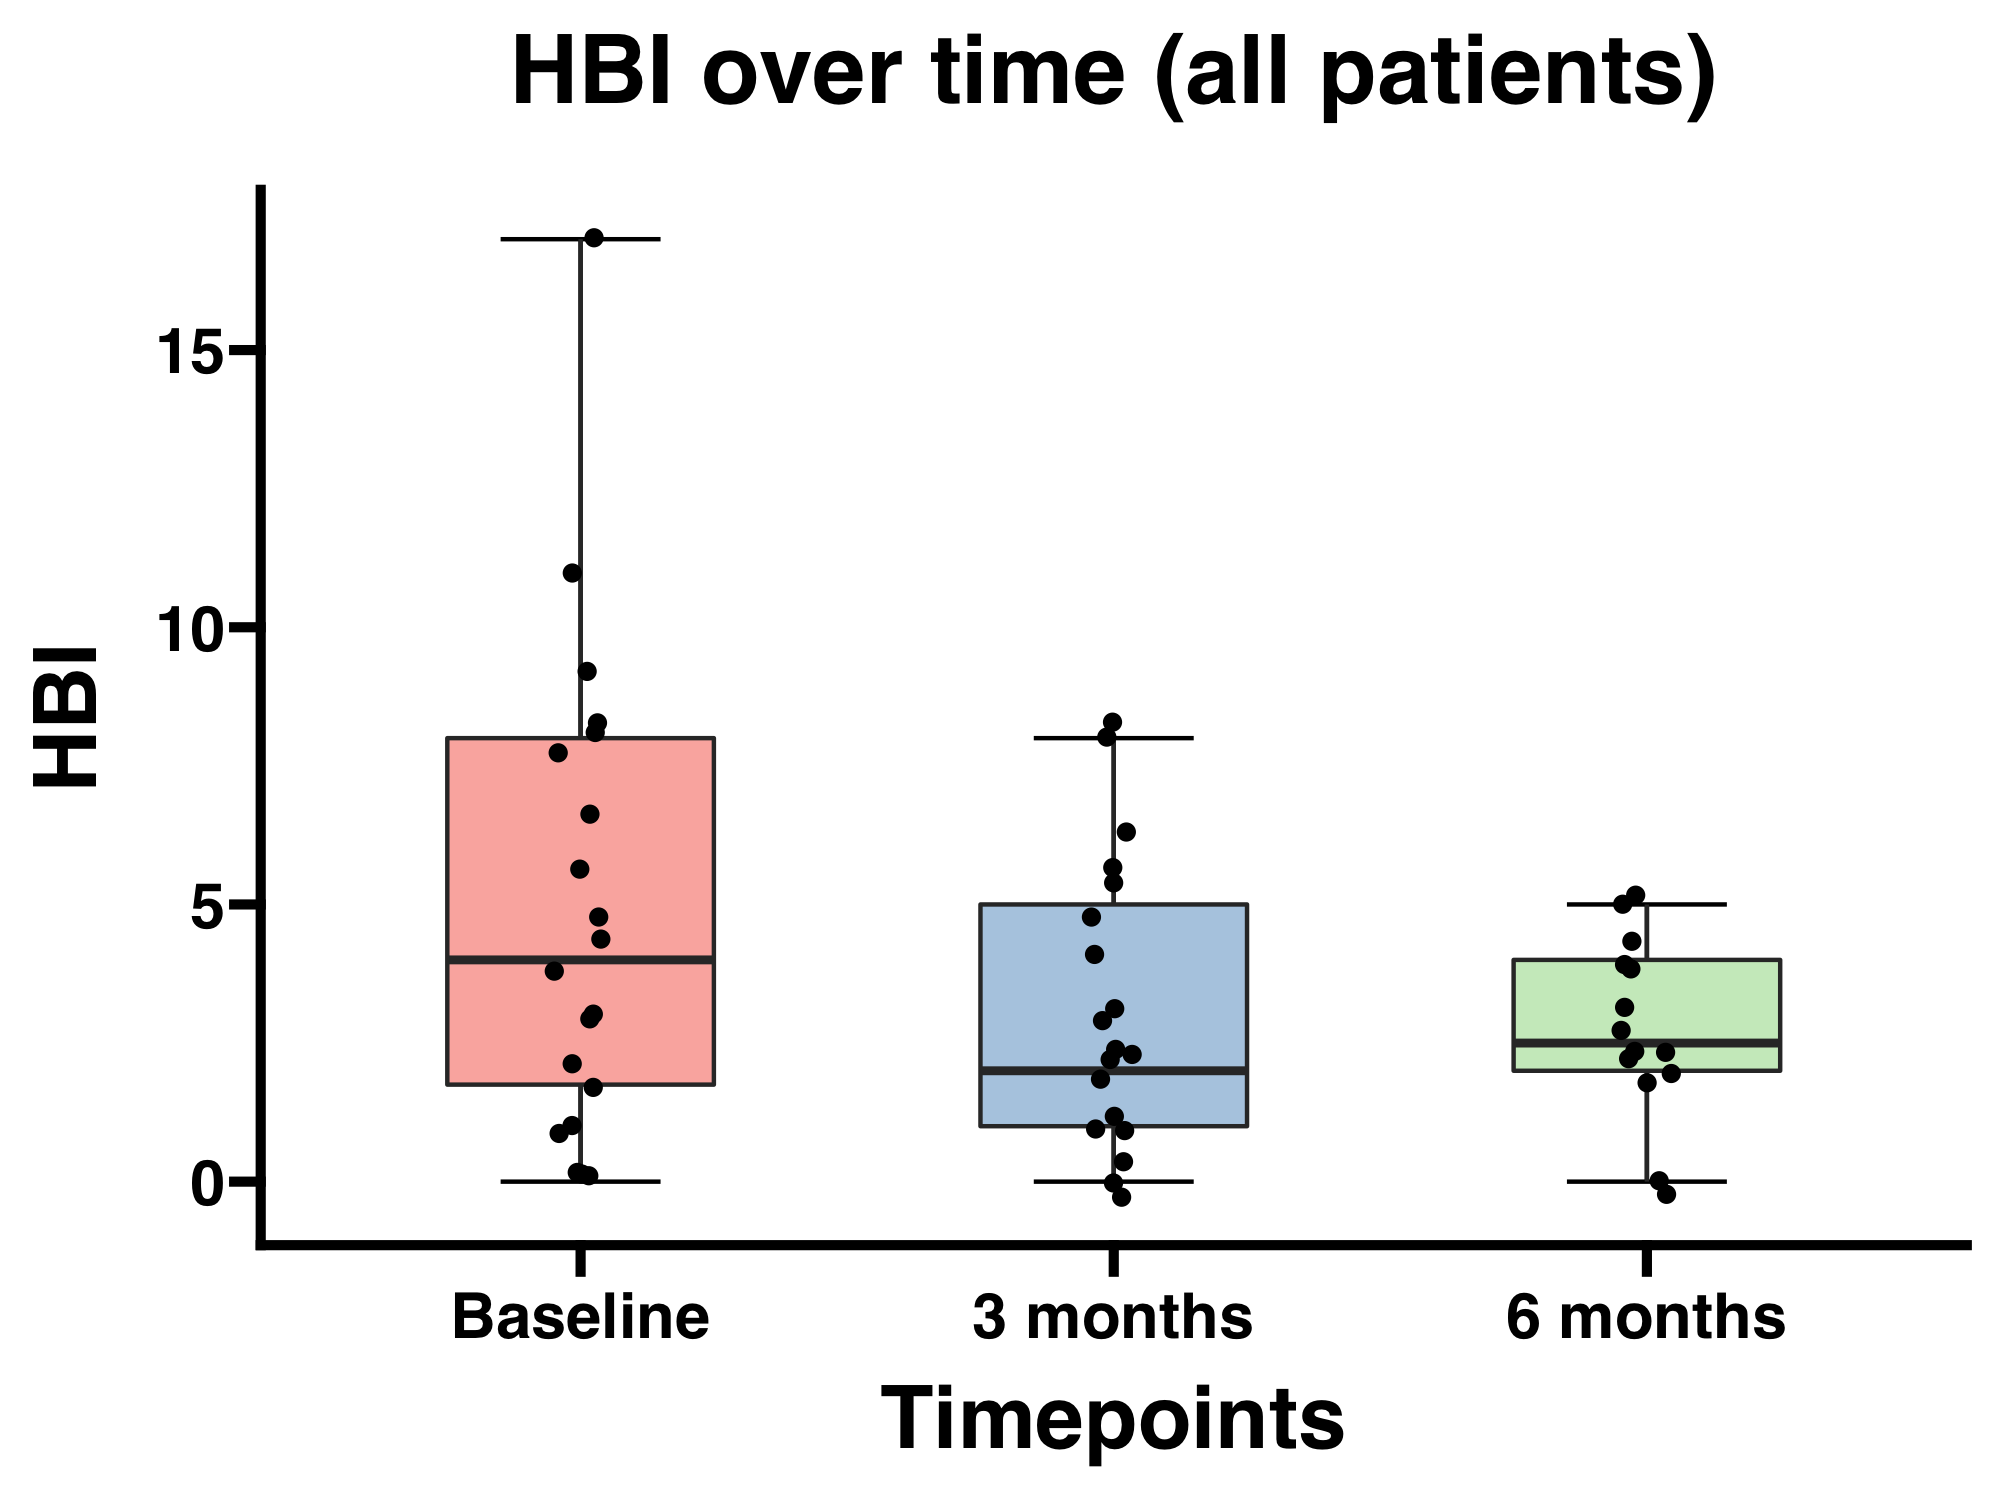 HBI over time (all patients)
HBI
15
10
5
0
Baseline 3 months 6 months
Timepoints